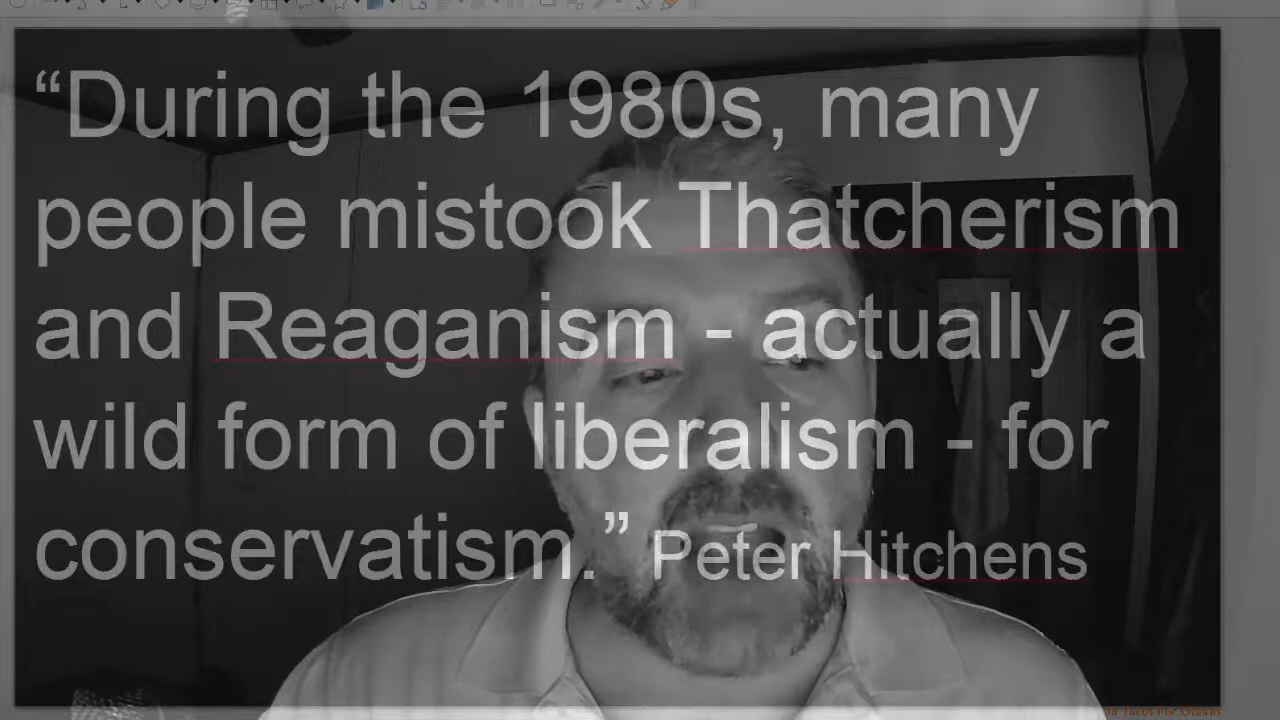 “During the 1980s, many
people mistook Thatcherism
and Reaganism - actually a
wild form of liberalism - for
conservatism.” Peter Hitchens